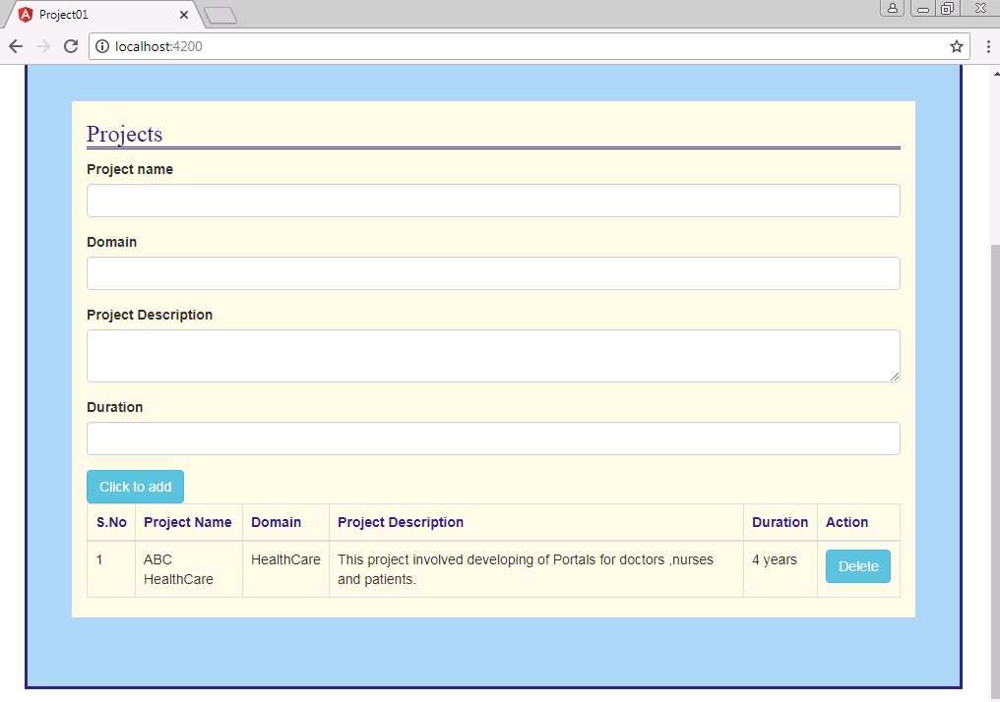 Project01
localhost:4200
Projects
Project name
Domain
Project Description
Duration
Click to add
S.No Project Name Domain Project Description Duration Action
1 ABC HealthCare This project involved developing of Portals for doctors ,nurses 4 years Delete
HealthCare and patients.